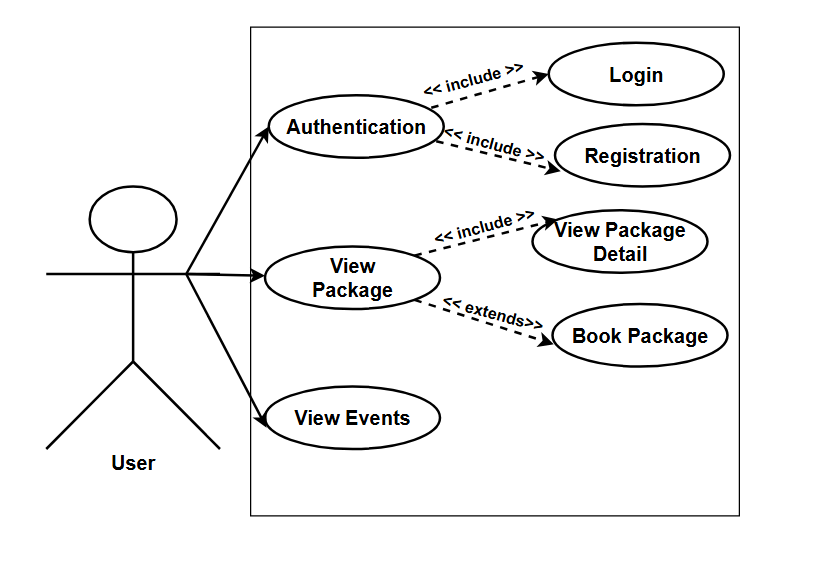 << include >>
Login
Authentication
<< include >>
Registration
<< include >>
View Package
Detail
View
Package
<< extends>>
Book Package
View Events
User